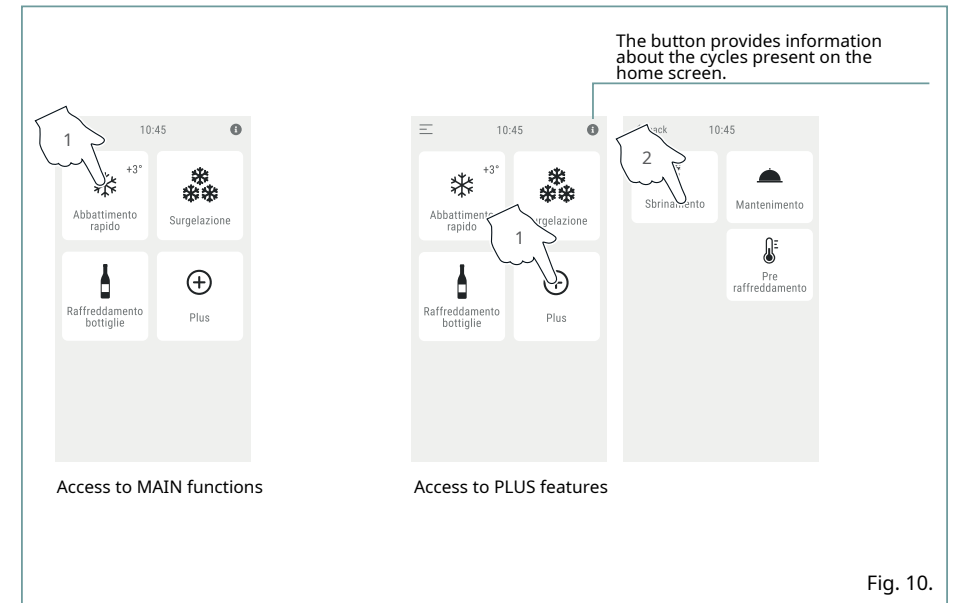 The button provides information
about the cycles present on the
home screen.
1
10:45
+3°
Abbattimento
rapido
Surgelazione
Raffreddamento
bottiglie
Plus
Access to MAIN functions
10:45
+3°
Abbattimento
rapido
1
Raffreddamento
bottiglie
Plus
Access to PLUS features
10:45
2
Mantenimento
Pre
raffreddamento
Fig. 10.